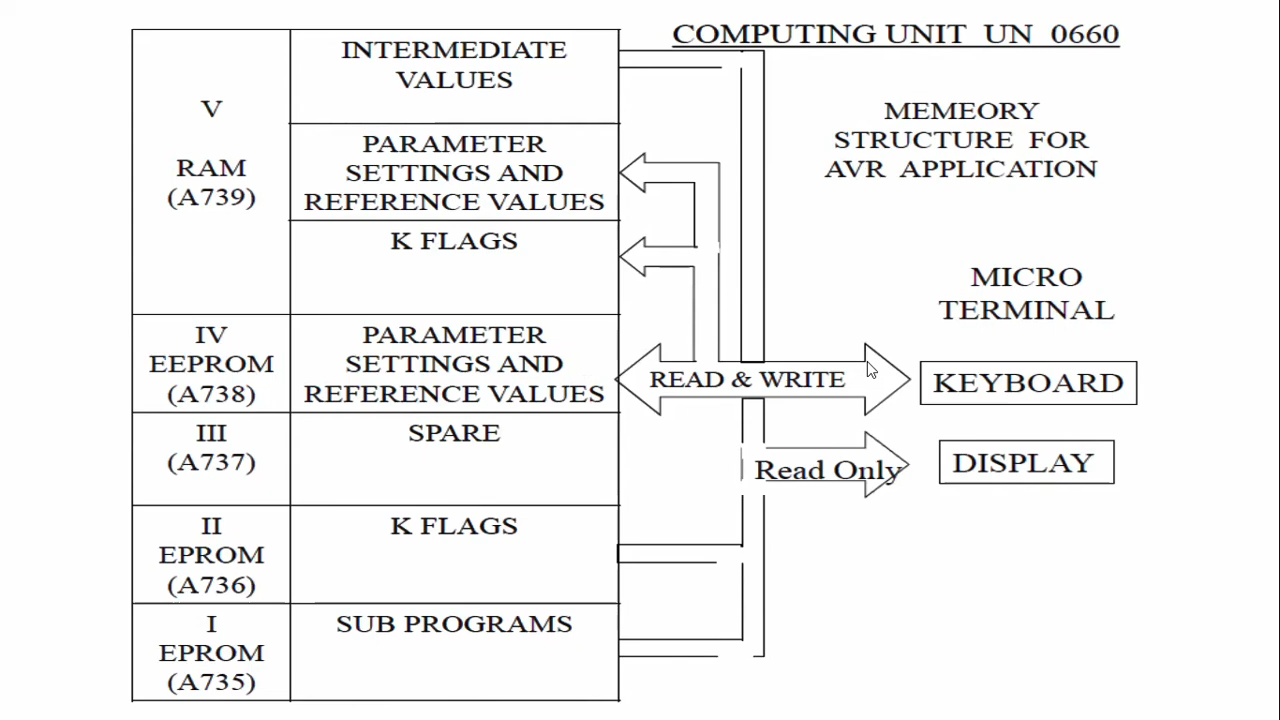 COMPUTING UNIT UN 0660
INTERMEDIATE
VALUES
V
RAM
(A739)
PARAMETER
SETTINGS AND
REFERENCE VALUES
K FLAGS
MEMEORY
STRUCTURE FOR
AVR APPLICATION
MICRO
TERMINAL
IV
EEPROM
(A738)
PARAMETER
SETTINGS AND
REFERENCE VALUES
READ & WRITE
KEYBOARD
III
(A737)
SPARE
Read Only
DISPLAY
II
EPROM
(A736)
K FLAGS
I
EPROM
(A735)
SUB PROGRAMS